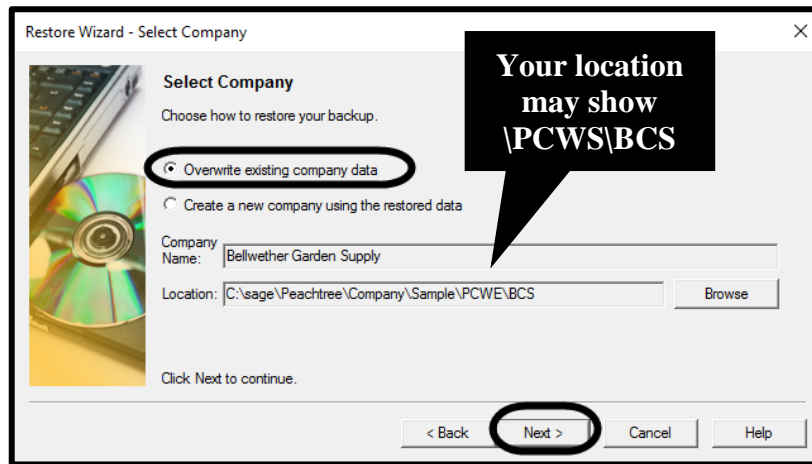 Restore Wizard - Select Company
Your location
may show
\PCWS\BCS
Select Company
Choose how to restore your backup.
Overwrite existing company data
Create a new company using the restored data
Company
Name: Bellwether Garden Supply
Location: C:\sage\Peachtree\Company\Sample\PCWE\BCS Browse
Click Next to continue.
< Back Next > Cancel Help